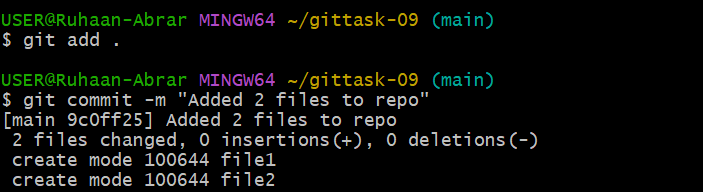 USER@Ruhaan-Abrar MINGW64 ~/gittask-09 (main)
$ git add .
USER@Ruhaan-Abrar MINGW64 ~/gittask-09 (main)
$ git commit -m "Added 2 files to repo"
[main 9c0ff25] Added 2 files to repo
 2 files changed, 0 insertions(+), 0 deletions(-)
 create mode 100644 file1
 create mode 100644 file2